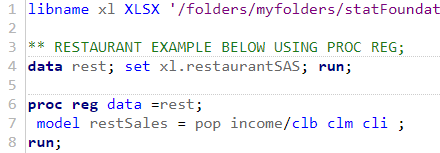 1 libname xl XLSX '/folders/myfolders/statFoundat
2
3 ** RESTAURANT EXAMPLE BELOW USING PROC REG;
4 data rest; set xl.restaurantSAS; run;
5
6 proc reg data =rest;
7 model restSales = pop income/clb clm cli ;
8 run;